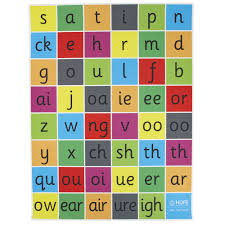 s a t i p n
ck e h r m d
g o u l f b
ai j oa ie ee or
z w ng v oo oo
y x ch sh th th
qu ou oi ue er ar
ow ear air ure igh
HOPE